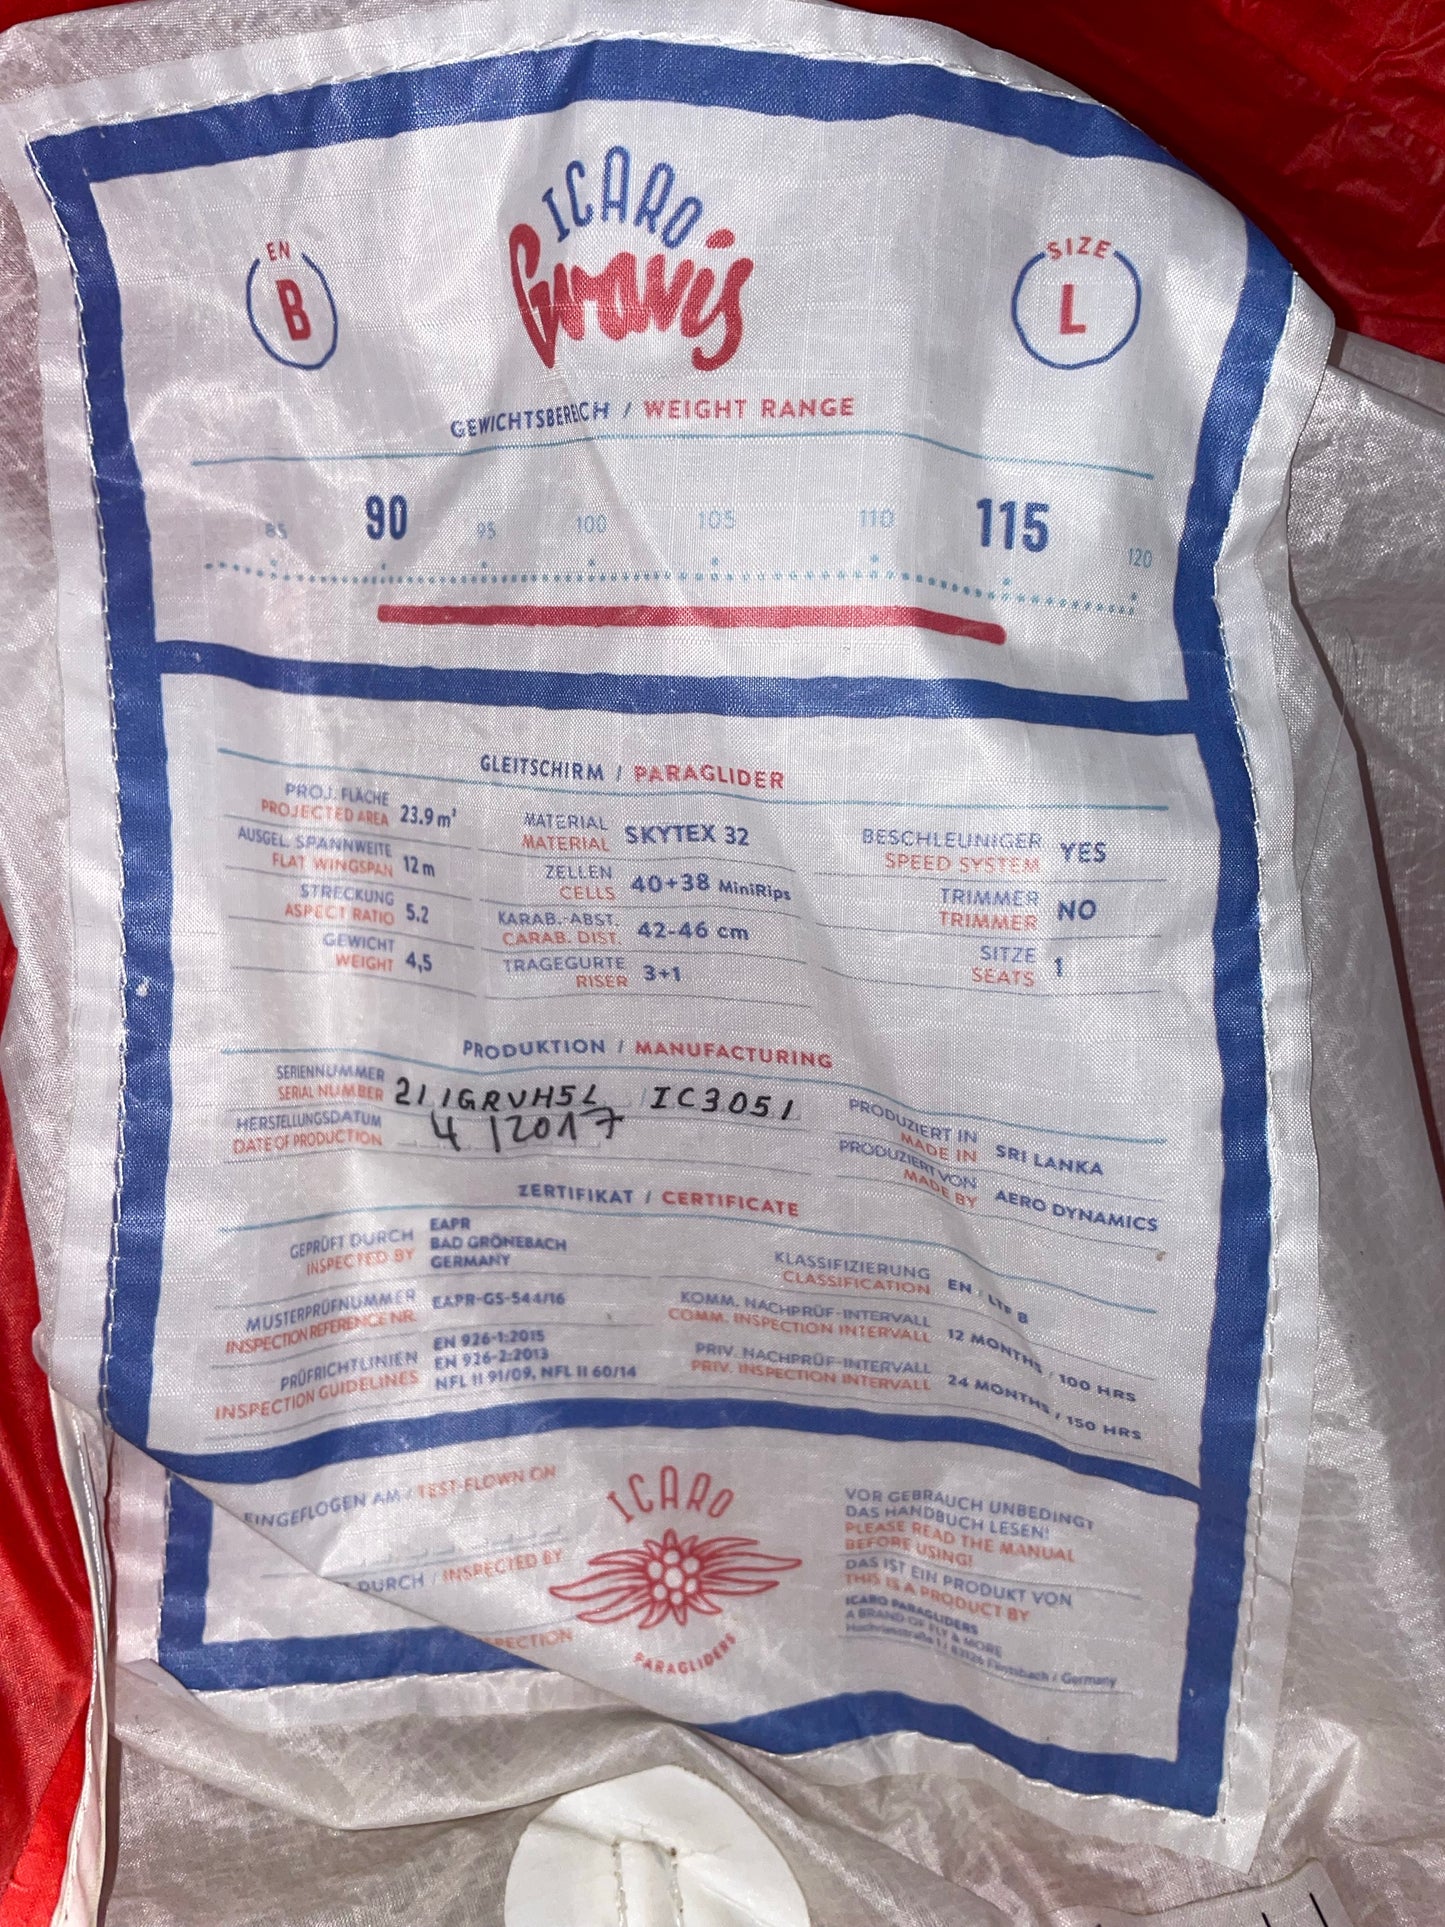 ICARO
Gravis
EN
B
SIZE
L
GEWICHTSBEREICH / WEIGHT RANGE
85 90 95 100 105 110 115 120
GLEITSCHIRM / PARAGLIDER
PROJ. FLÄCHE
PROJECTED AREA 23.9 m²
AUSGEL. SPANNWEITE
FLAT WINGSPAN 12 m
STRECKUNG
ASPECT RATIO 5.2
GEWICHT
WEIGHT 4,5
MATERIAL
MATERIAL SKYTEX 32
ZELLEN
CELLS 40+38 MiniRips
KARAB.-ABST.
CARAB. DIST. 42-46 cm
TRAGEGURTE
RISER 3+1
BESCHLEUNIGER
SPEED SYSTEM YES
TRIMMER
TRIMMER NO
SITZE
SEATS 1
PRODUKTION / MANUFACTURING
SERIENNUMMER
SERIAL NUMBER 211GRVH5L IC3051
HERSTELLUNGSDATUM
DATE OF PRODUCTION 4/2017
PRODUZIERT IN
MADE IN SRI LANKA
PRODUZIERT VON
MADE BY AERO DYNAMICS
ZERTIFIKAT / CERTIFICATE
GEPRÜFT DURCH
INSPECTED BY
EAPR
BAD GRÖNEBACH
GERMANY
MUSTERPRÜFNUMMER
INSPECTION REFERENCE NR.
EAPR-GS-544/16
PRÜFRICHTLINIEN
INSPECTION GUIDELINES
EN 926-1:2015
EN 926-2:2013
NFL II 91/09, NFL II 60/14
KLASSIFIZIERUNG
CLASSIFICATION EN / LTF B
KOMM. NACHPRÜF-INTERVALL
COMM. INSPECTION INTERVALL 12 MONTHS / 100 HRS
PRIV. NACHPRÜF-INTERVALL
PRIV. INSPECTION INTERVALL 24 MONTHS / 150 HRS
EINGEFLOGEN AM / TEST-FLOWN ON
DURCH / INSPECTED BY
ICARO
PARAGLIDERS
VOR GEBRAUCH UNBEDINGT
DAS HANDBUCH LESEN!
PLEASE READ THE MANUAL
BEFORE USING!
DAS IST EIN PRODUKT VON
THIS IS A PRODUCT BY
ICARO PARAGLIDERS
A BRAND OF FLY & MORE
/ Germany